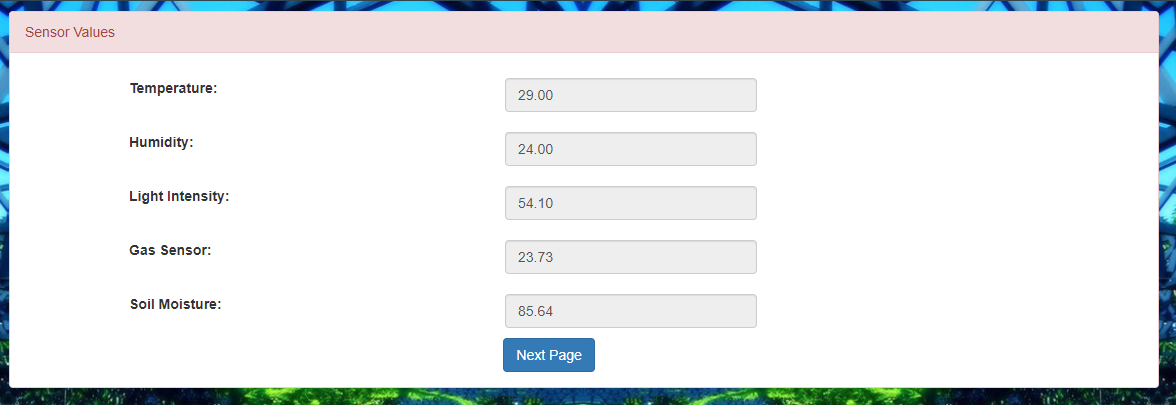 Sensor Values
Temperature: 29.00
Humidity: 24.00
Light Intensity: 54.10
Gas Sensor: 23.73
Soil Moisture: 85.64
Next Page